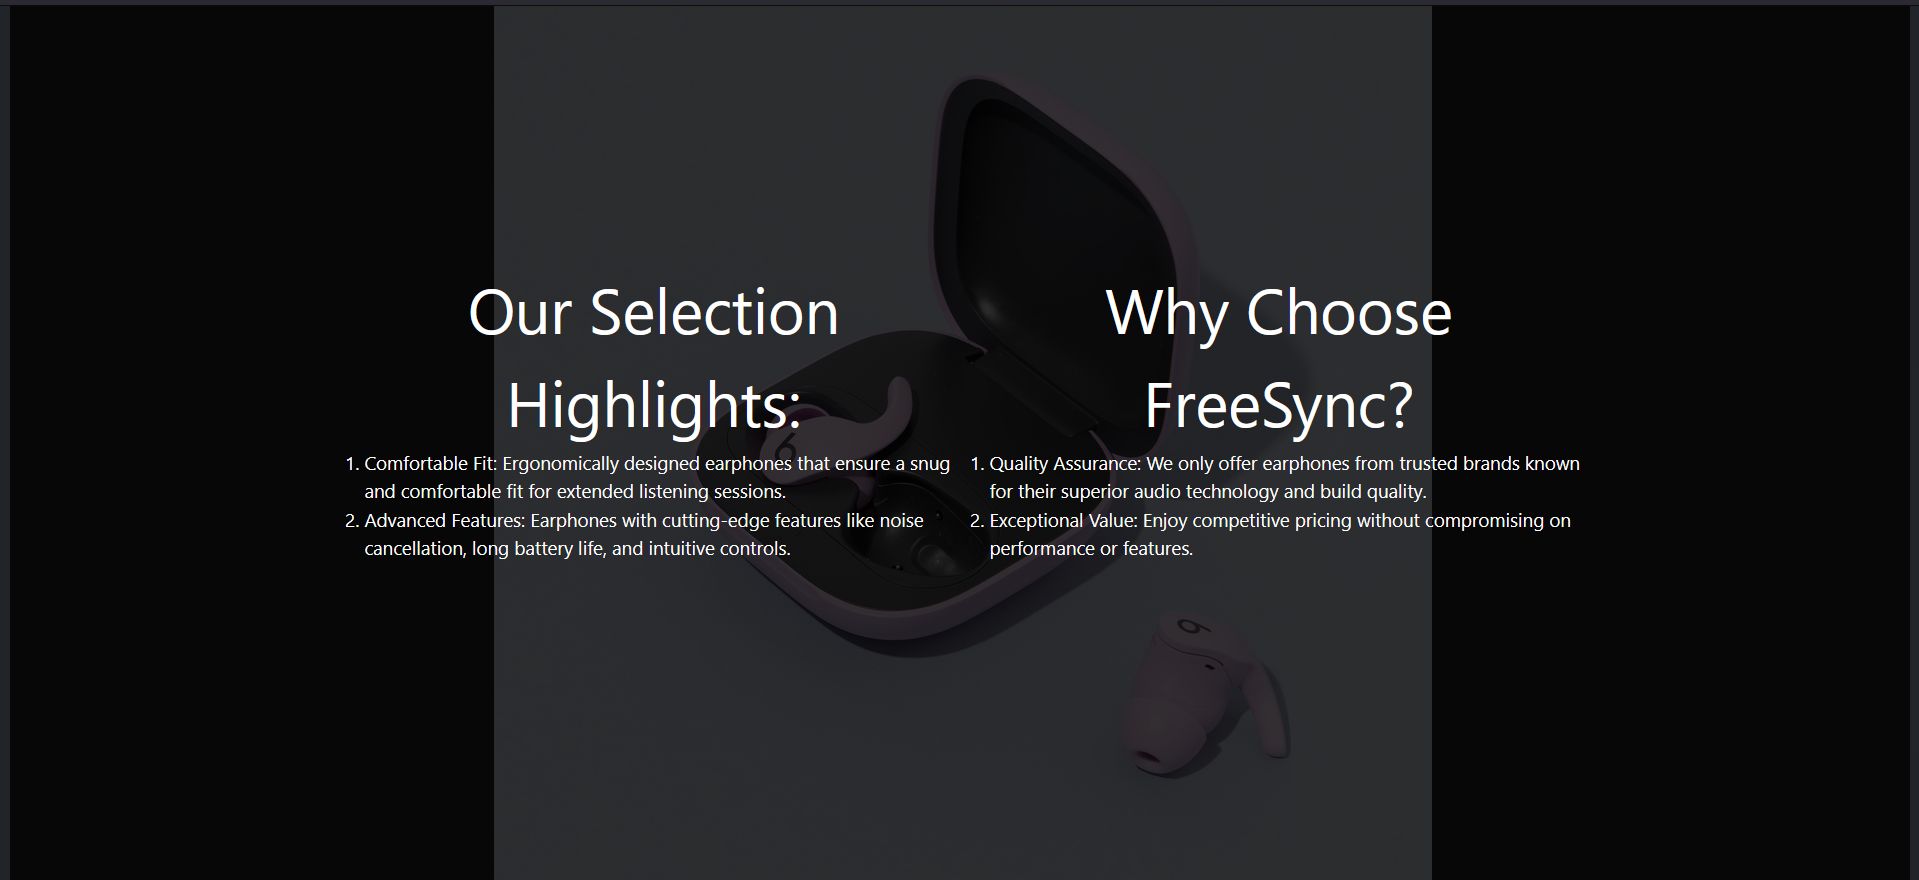 Our Selection
Highlights:
1. Comfortable Fit: Ergonomically designed earphones that ensure a snug
and comfortable fit for extended listening sessions.
2. Advanced Features: Earphones with cutting-edge features like noise
cancellation, long battery life, and intuitive controls.
Why Choose
FreeSync?
1. Quality Assurance: We only offer earphones from trusted brands known
for their superior audio technology and build quality.
2. Exceptional Value: Enjoy competitive pricing without compromising on
performance or features.